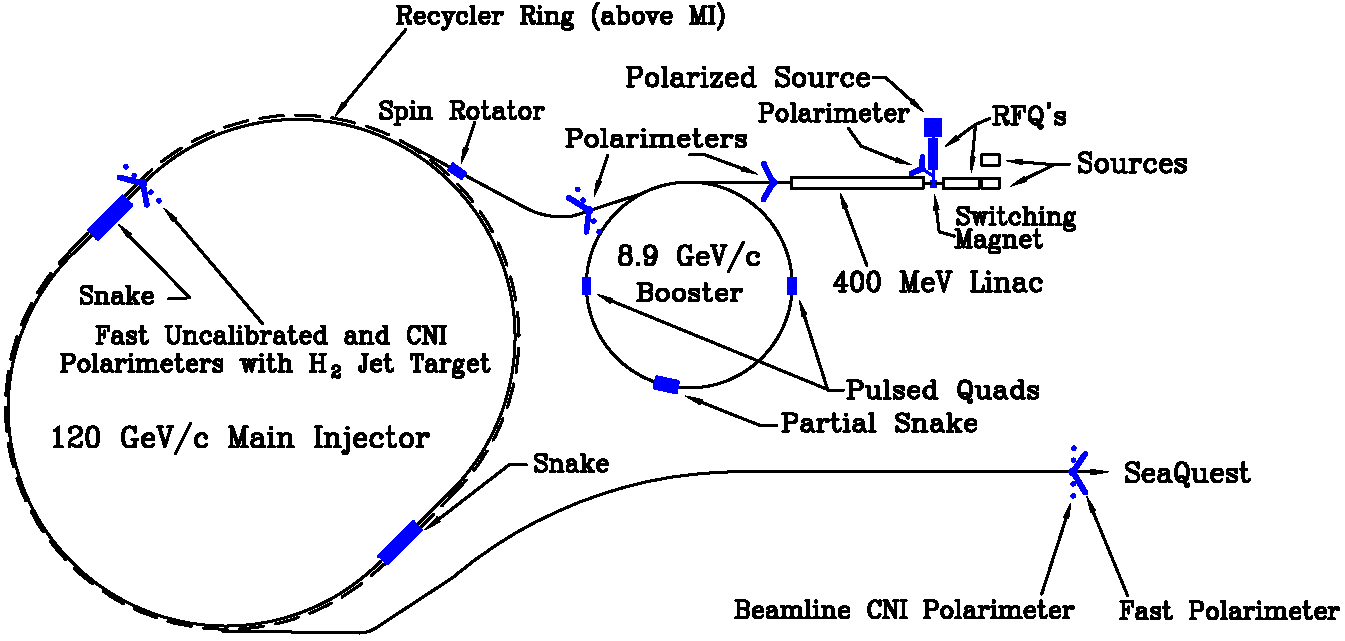 Recycler Ring (above MI)
Polarized Source
Spin Rotator
Polarimeter
RFQ's
Polarimeters
Sources
Switching
Magnet
8.9 GeV/c
Booster
400 MeV Linac
Snake
Fast Uncalibrated and CNI
Polarimeters with H₂ Jet Target
Pulsed Quads
Partial Snake
120 GeV/c Main Injector
Snake
SeaQuest
Beamline CNI Polarimeter
Fast Polarimeter